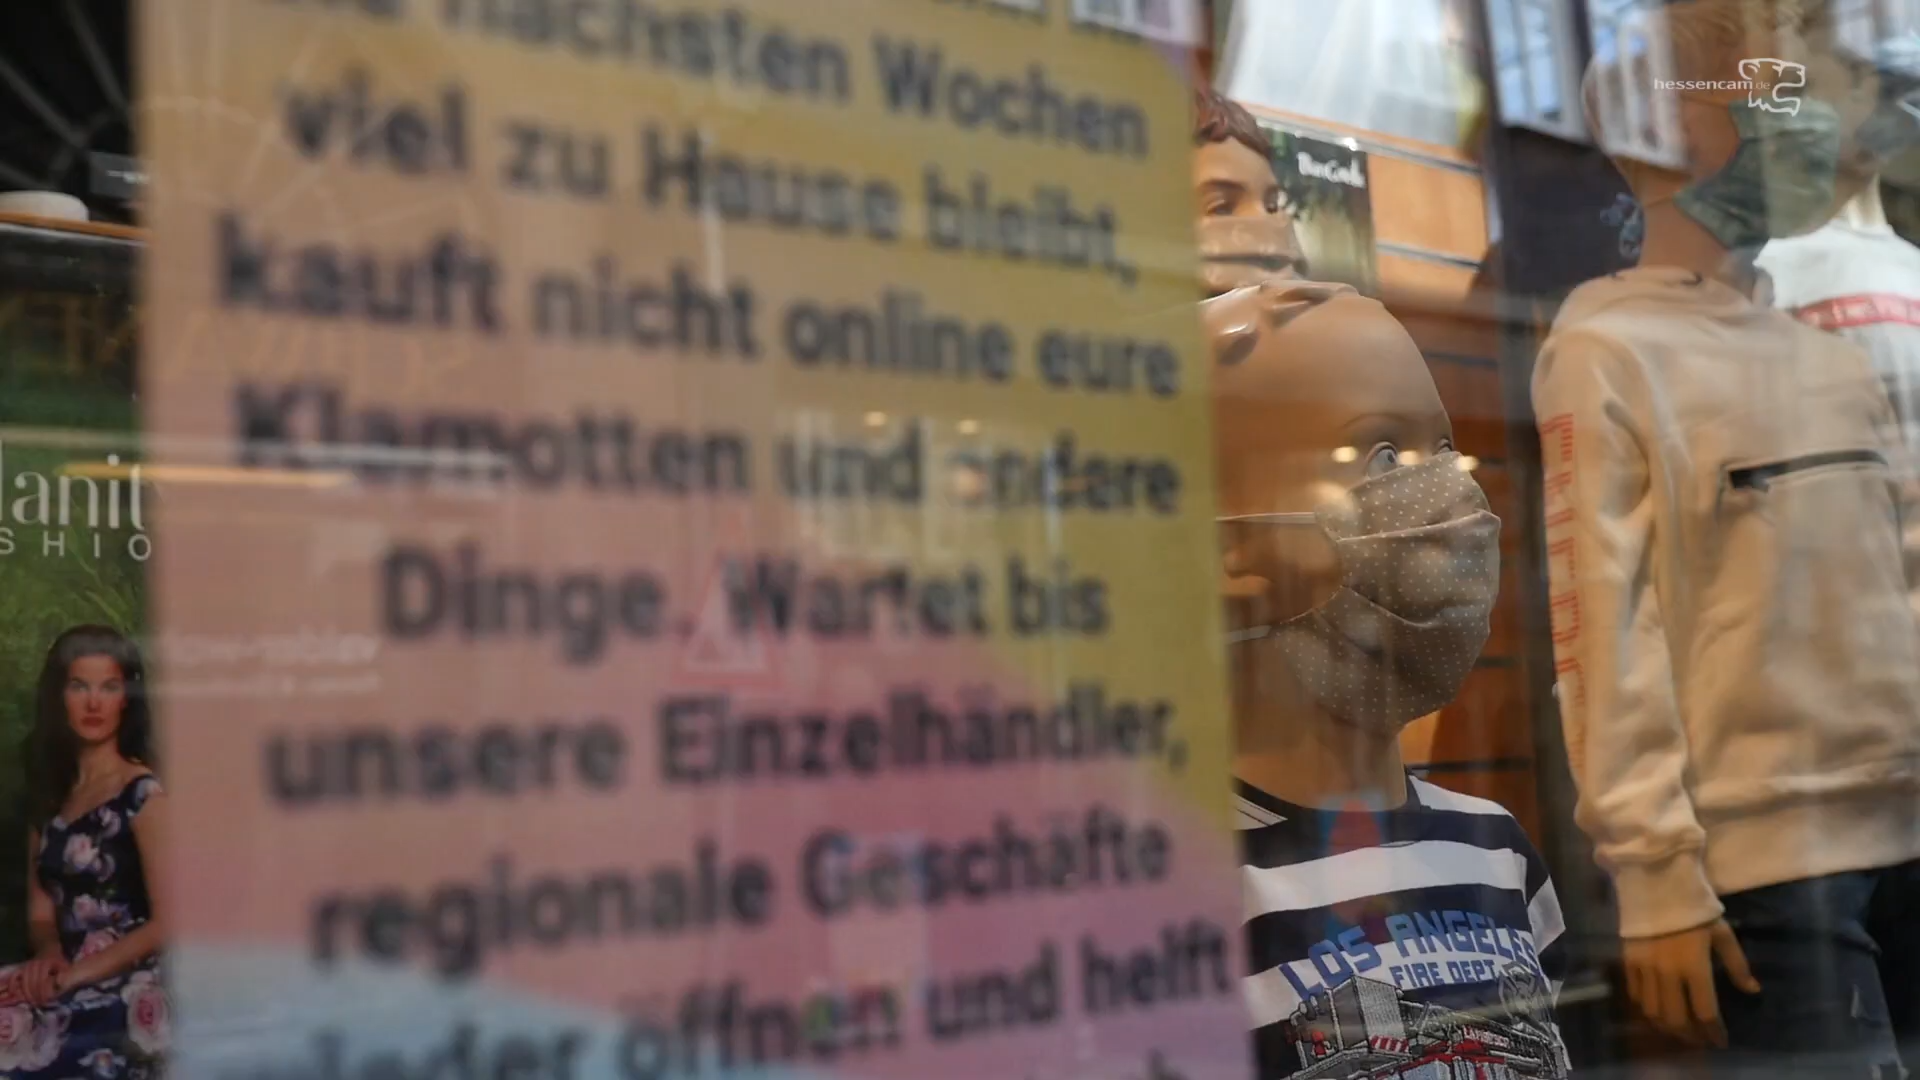 nächsten Wochen
viel zu Hause bleibt,
kauft nicht online eure
Klamotten und andere
Dinge. Wartet bis
unsere Einzelhändler,
regionale Geschäfte
wieder öffnen und helft
hessencam.de
LOS ANGELES
FIRE DEPT.